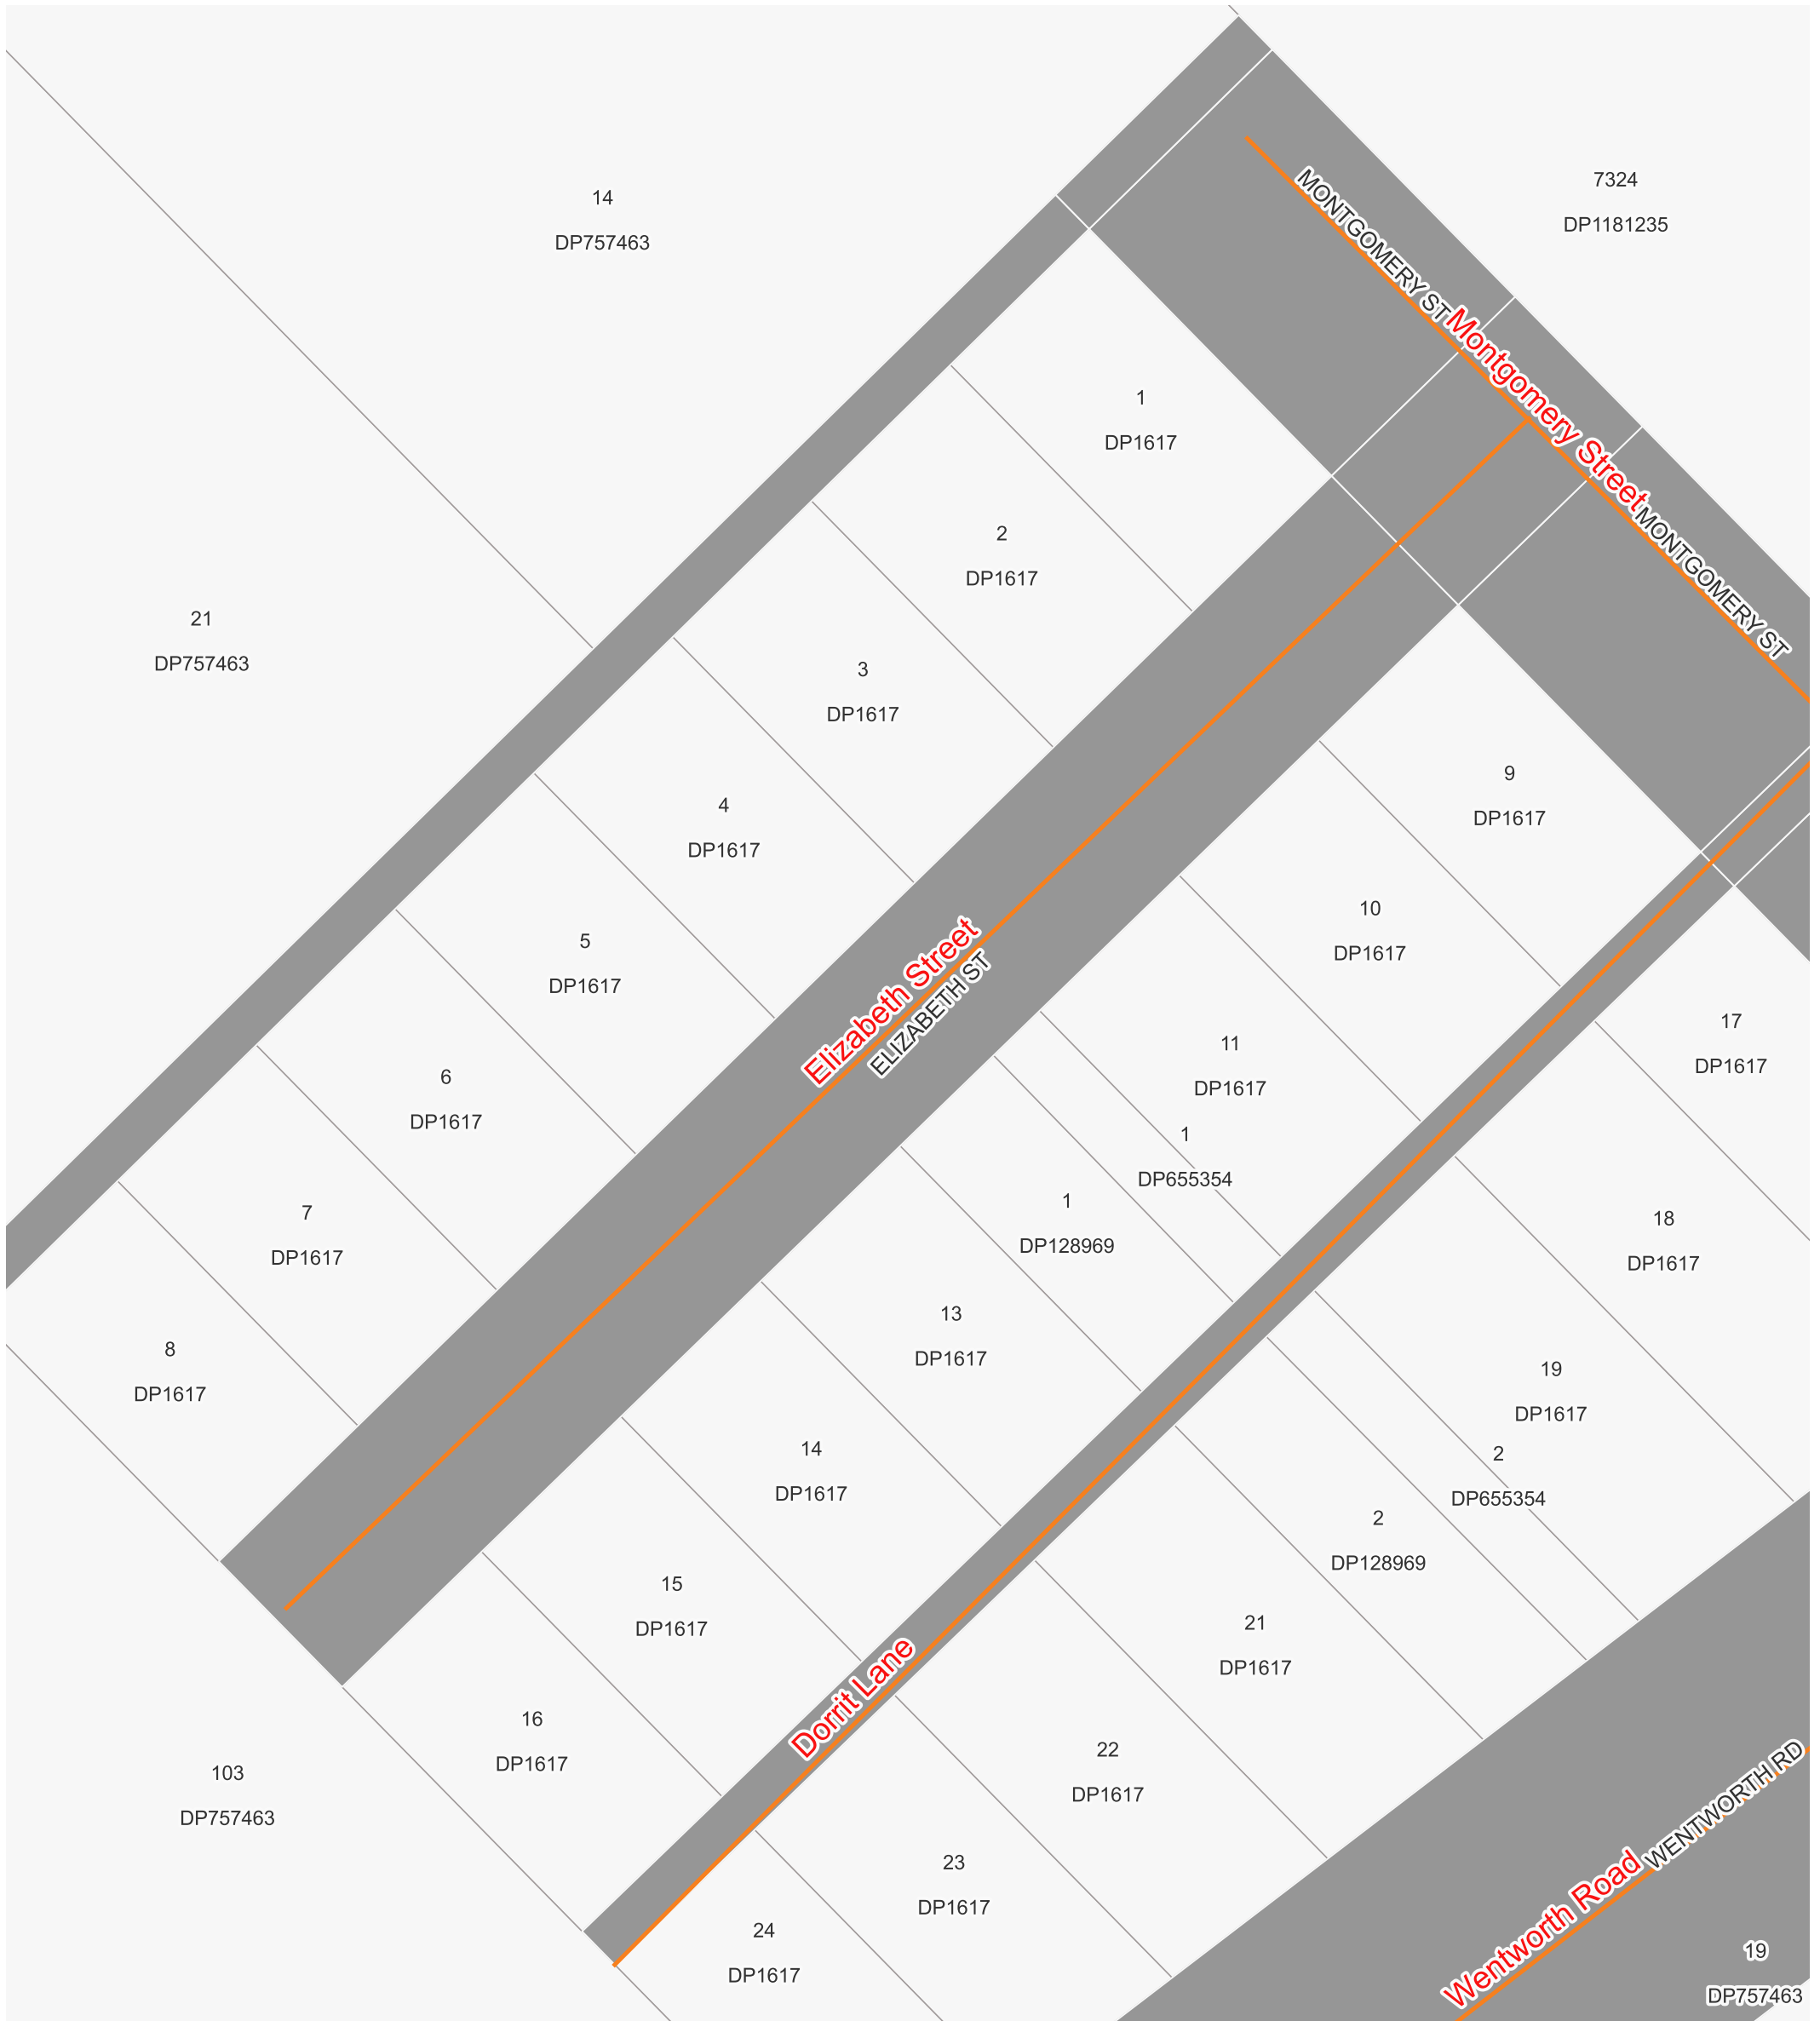 14
DP757463
7324
DP1181235
MONTGOMERY ST
Montgomery Street
MONTGOMERY ST
1
DP1617
2
DP1617
21
DP757463
3
DP1617
9
DP1617
4
DP1617
10
DP1617
5
DP1617
Elizabeth Street
ELIZABETH ST
17
DP1617
11
DP1617
6
DP1617
1
DP655354
1
DP128969
7
DP1617
18
DP1617
13
DP1617
8
DP1617
19
DP1617
14
DP1617
2
DP655354
2
DP128969
15
DP1617
21
DP1617
Dorrit Lane
16
DP1617
22
DP1617
103
DP757463
WENTWORTH RD
Wentworth Road
23
DP1617
24
DP1617
19
DP757463